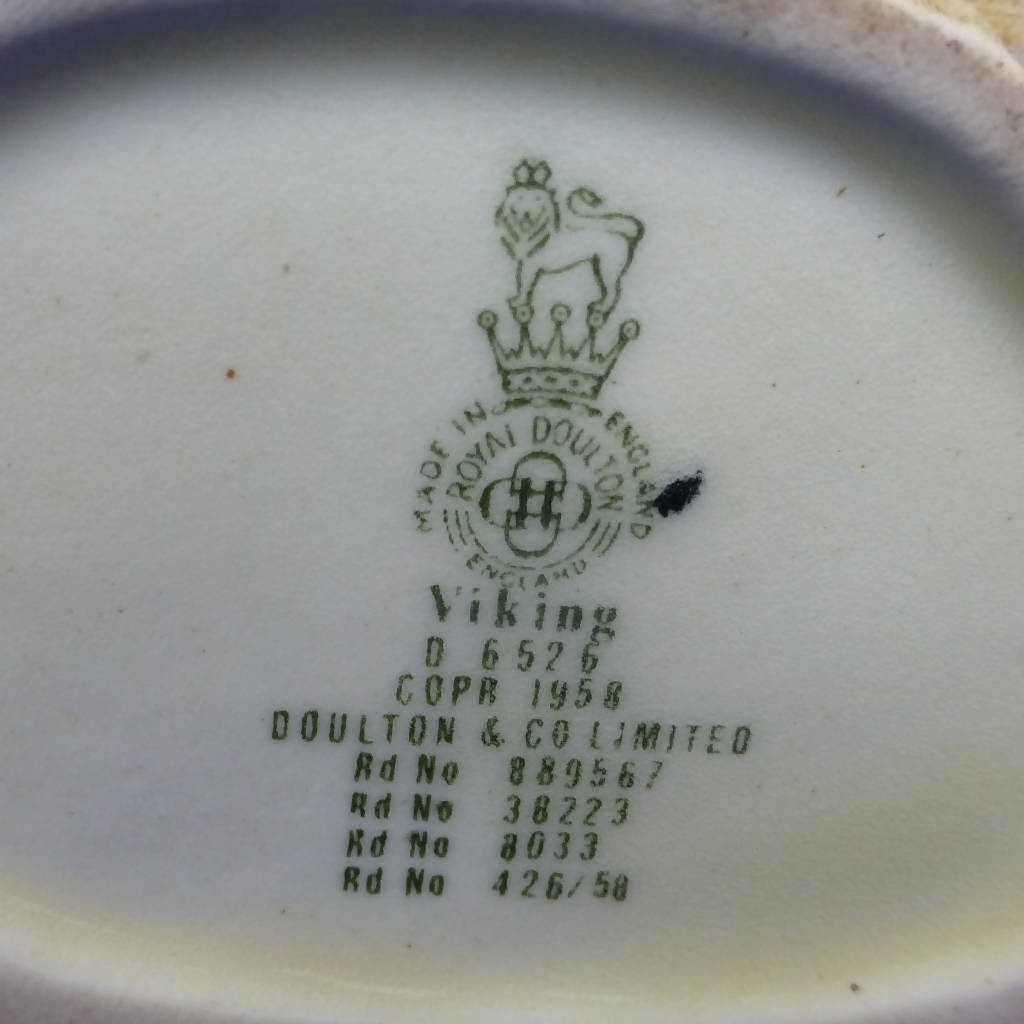 MADE IN ENGLAND
ROYAL DOULTON
ENGLAND
Viking
D 6526
COPR 1958
DOULTON & CO LIMITED
Rd No 889567
Rd No 38223
Rd No 8033
Rd No 426/58